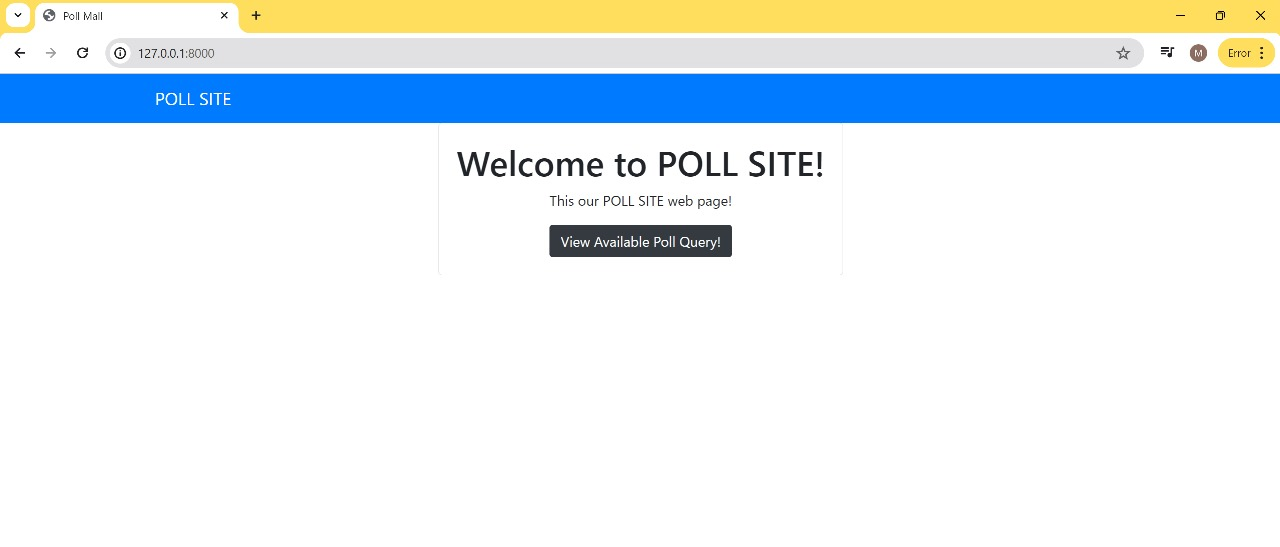 Poll Mall
127.0.0.1:8000
M
Error
POLL SITE
Welcome to POLL SITE!
This our POLL SITE web page!
View Available Poll Query!